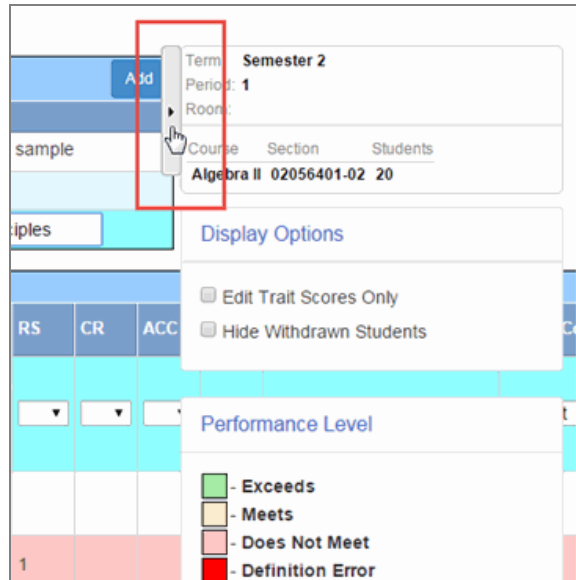 Add
sample
ciples
RS CR ACC
1
Term: Semester 2
Period: 1
Room:
Course Section Students
Algebra II 02056401-02 20
Display Options
Edit Trait Scores Only
Hide Withdrawn Students
Performance Level
- Exceeds
- Meets
- Does Not Meet
- Definition Error